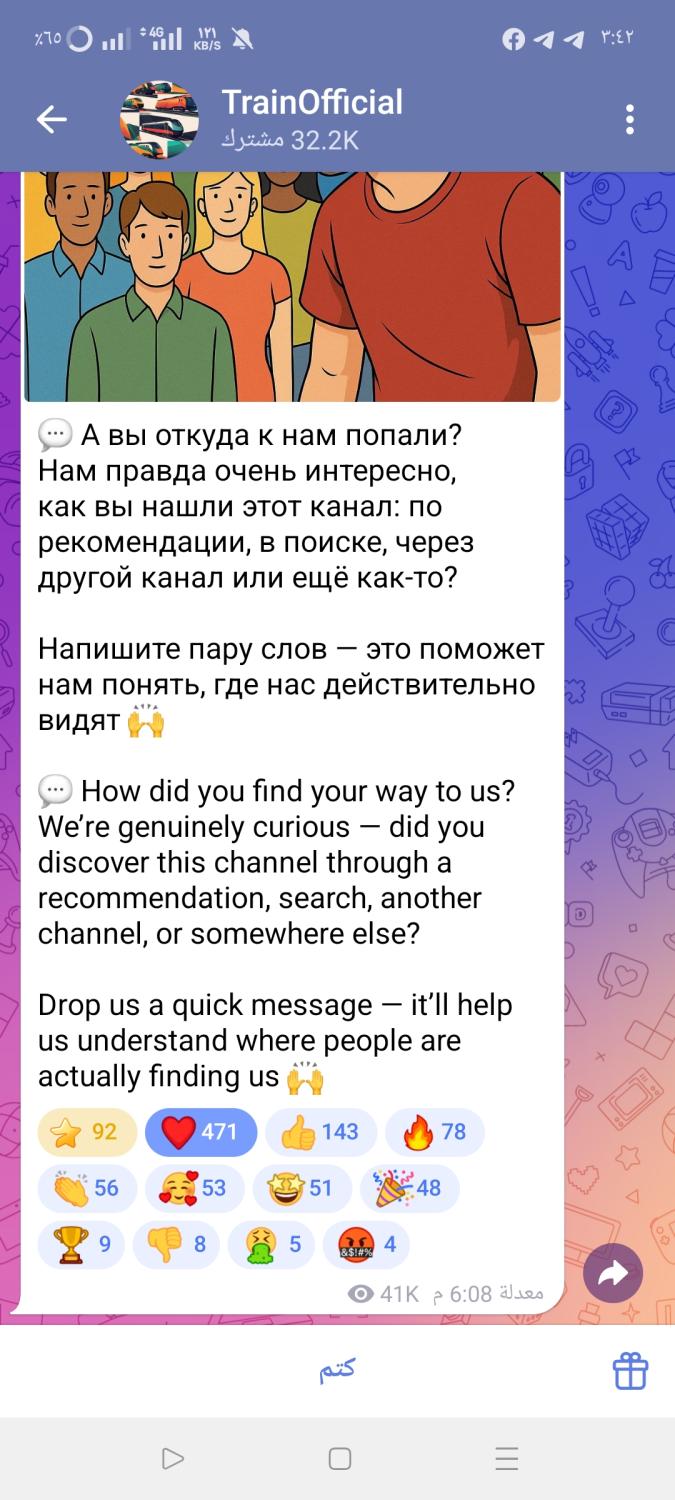 ٪٦٥ 4G ١٢١ KB/S ٣:٤٢
TrainOfficial
32.2K مشترك
💬 А вы откуда к нам попали?
Нам правда очень интересно,
как вы нашли этот канал: по
рекомендации, в поиске, через
другой канал или ещё как-то?
Напишите пару слов — это поможет
нам понять, где нас действительно
видят 🙌
💬 How did you find your way to us?
We’re genuinely curious — did you
discover this channel through a
recommendation, search, another
channel, or somewhere else?
Drop us a quick message — it’ll help
us understand where people are
actually finding us 🙌
⭐ 92 ❤️ 471 👍 143 🔥 78
👏 56 🥰 53 🤩 51 🎉 48
🏆 9 👎 8 🤮 5 🤬 4
41K معدلة 6:08 م
كتم